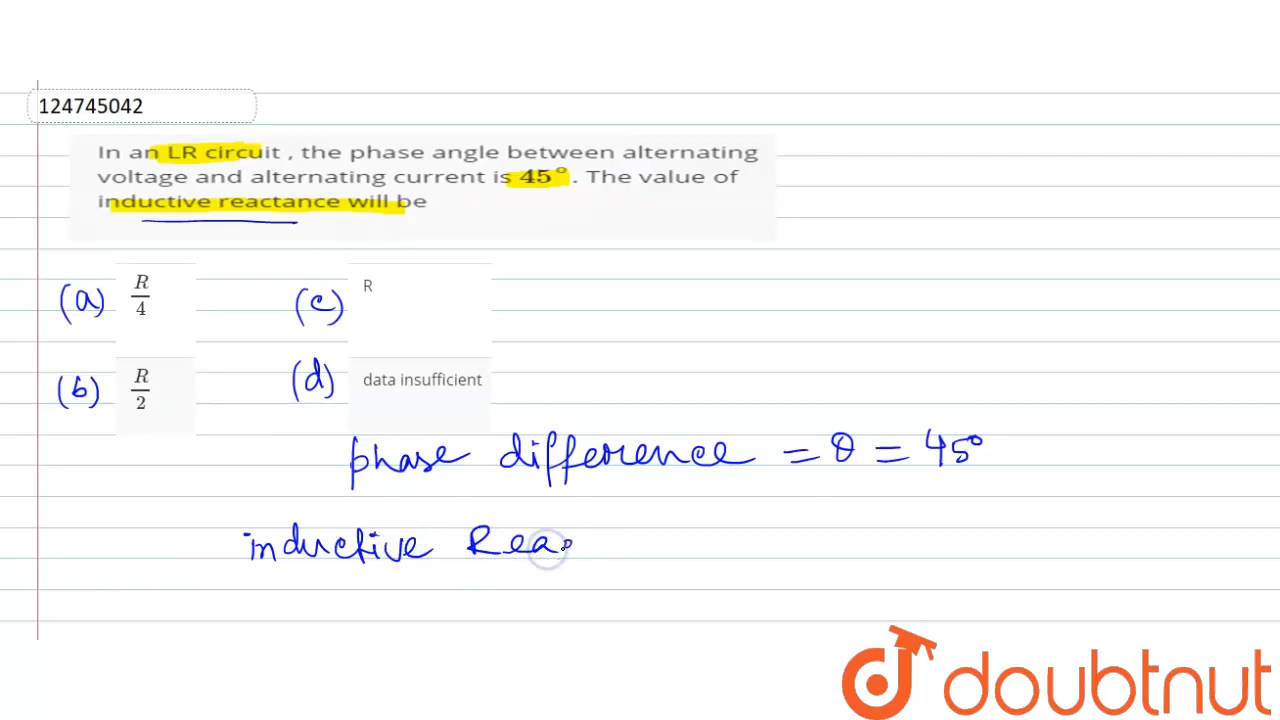 124745042
In an LR circuit , the phase angle between alternating
voltage and alternating current is 45°. The value of
inductive reactance will be
(a) R/4
(c) R
(b) R/2
(d) data insufficient
phase difference = θ = 45°
inductive Rea
doubtnut